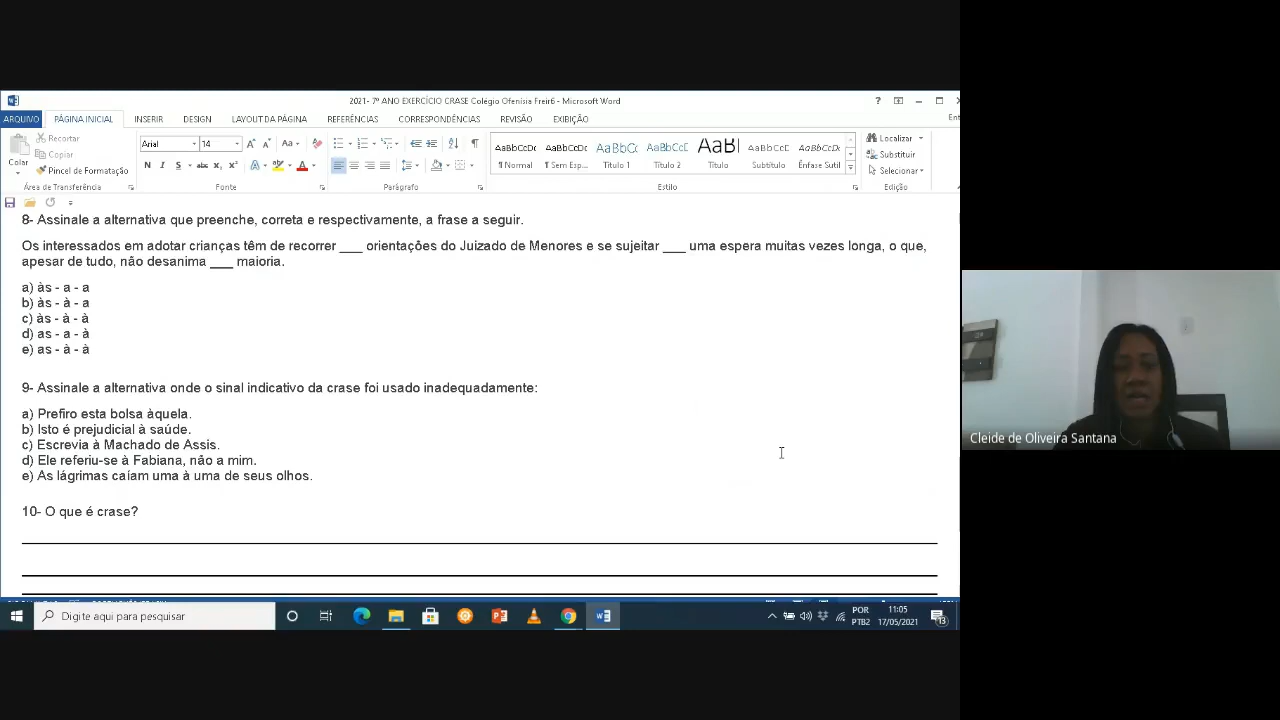 2021- 7º ANO EXERCÍCIO CRASE Colégio Ofenísia Freir6 - Microsoft Word
?
ARQUIVO PÁGINA INICIAL INSERIR DESIGN LAYOUT DA PÁGINA REFERÊNCIAS CORRESPONDÊNCIAS REVISÃO EXIBIÇÃO Ent
Colar
Recortar
Copiar
Pincel de Formatação
Área de Transferência
Arial 14
N I S abc x₂ x²
Fonte
Parágrafo
AaBbCcDc AaBbCcDc AaBbC AaBbCcC AaB AaBbCcC AaBbCcDc
¶ Normal ¶ Sem Esp... Título 1 Título 2 Título Subtítulo Ênfase Sutil
Estilo
Localizar
Substituir
Selecionar
Edição
8- Assinale a alternativa que preenche, correta e respectivamente, a frase a seguir.
Os interessados em adotar crianças têm de recorrer ___ orientações do Juizado de Menores e se sujeitar ___ uma espera muitas vezes longa, o que,
apesar de tudo, não desanima ___ maioria.
a) às - a - a
b) às - à - a
c) às - à - à
d) as - a - à
e) as - à - à
9- Assinale a alternativa onde o sinal indicativo da crase foi usado inadequadamente:
a) Prefiro esta bolsa àquela.
b) Isto é prejudicial à saúde.
c) Escrevia à Machado de Assis.
d) Ele referiu-se à Fabiana, não a mim.
e) As lágrimas caíam uma à uma de seus olhos.
10- O que é crase?
Digite aqui para pesquisar
POR
PTB2
11:05
17/05/2021
13
Cleide de Oliveira Santana